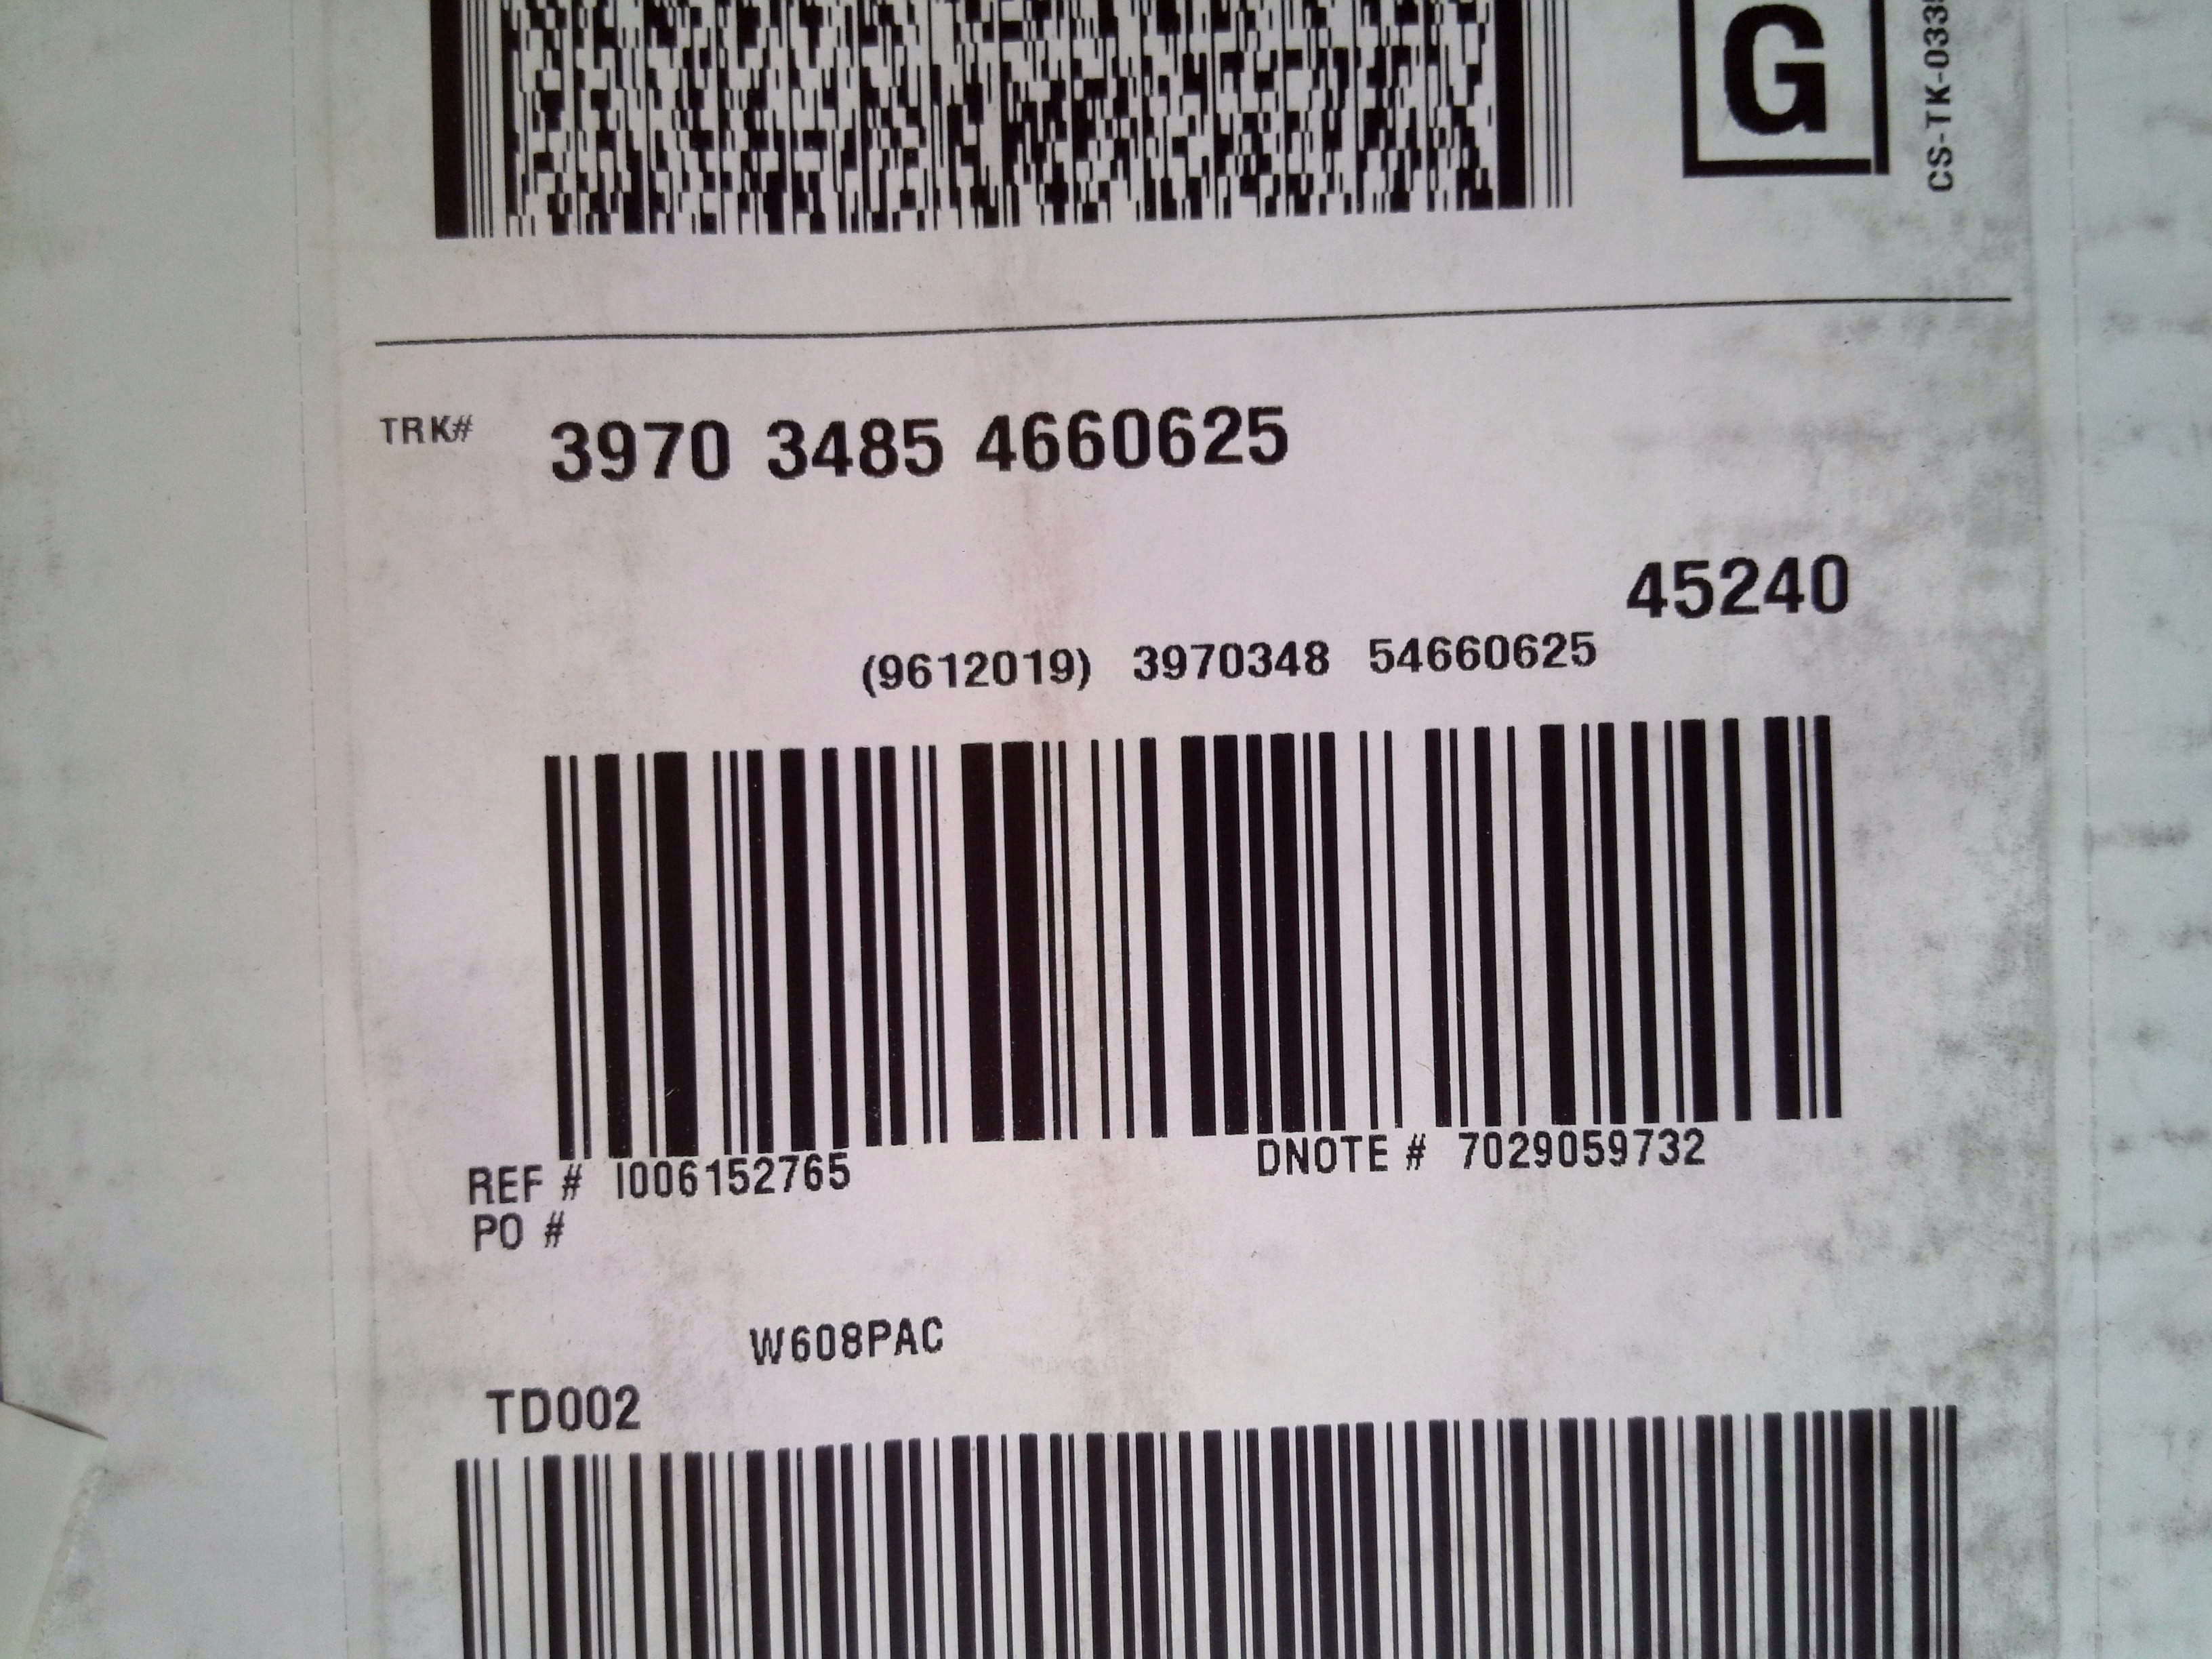 G
CS-TK-033
TRK# 3970 3485 4660625
45240
(9612019) 3970348 54660625
REF # I006152765 DNOTE # 7029059732
PO #
W608PAC
TD002